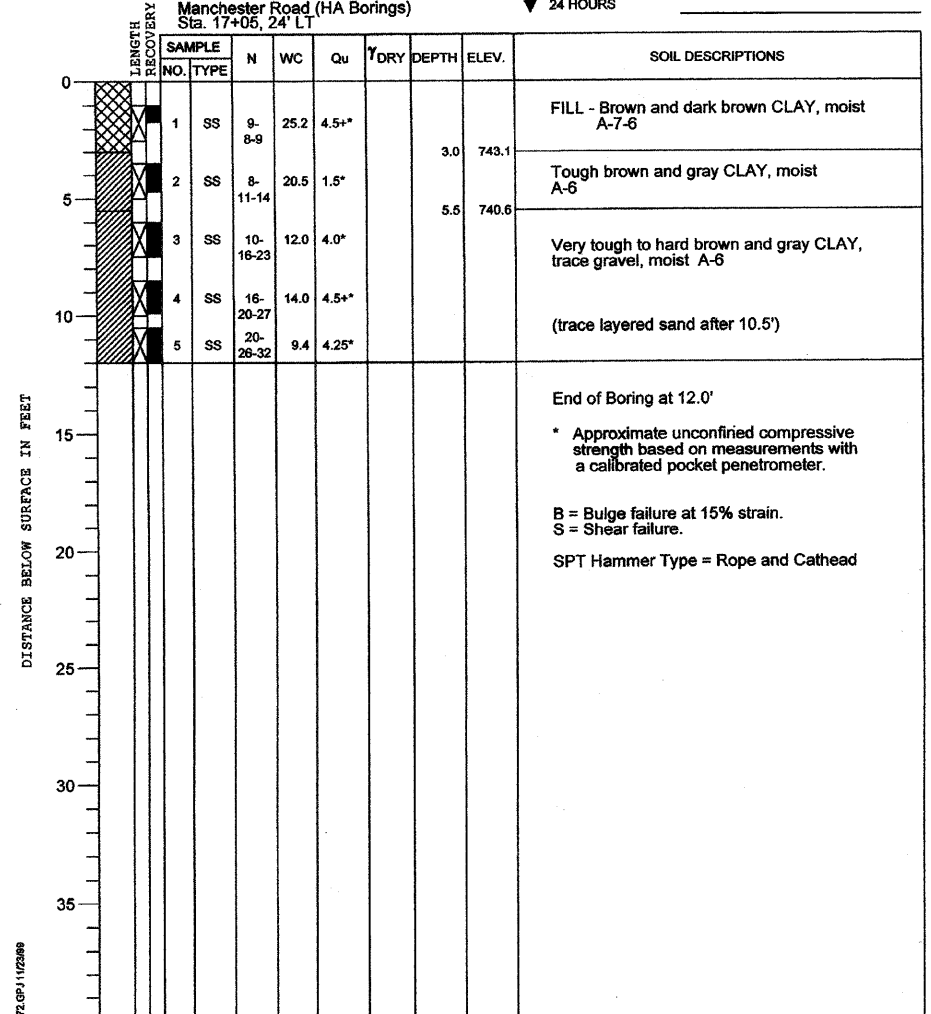 Manchester Road (HA Borings)
Sta. 17+05, 24' LT
▼ 24 HOURS
LENGTH
RECOVERY
SAMPLE
NO. TYPE
N
WC
Qu
γDRY
DEPTH
ELEV.
SOIL DESCRIPTIONS
0
FILL - Brown and dark brown CLAY, moist
A-7-6
1 SS 9- 25.2 4.5+*
8-9
3.0 743.1
Tough brown and gray CLAY, moist
A-6
2 SS 8- 20.5 1.5*
11-14
5
5.5 740.6
3 SS 10- 12.0 4.0*
16-23
Very tough to hard brown and gray CLAY,
trace gravel, moist A-6
4 SS 16- 14.0 4.5+*
20-27
10
(trace layered sand after 10.5')
5 SS 20- 9.4 4.25*
26-32
End of Boring at 12.0'
15
* Approximate unconfined compressive
strength based on measurements with
a calibrated pocket penetrometer.
B = Bulge failure at 15% strain.
S = Shear failure.
20
SPT Hammer Type = Rope and Cathead
25
30
35
DISTANCE BELOW SURFACE IN FEET
72.GPJ 11/23/99